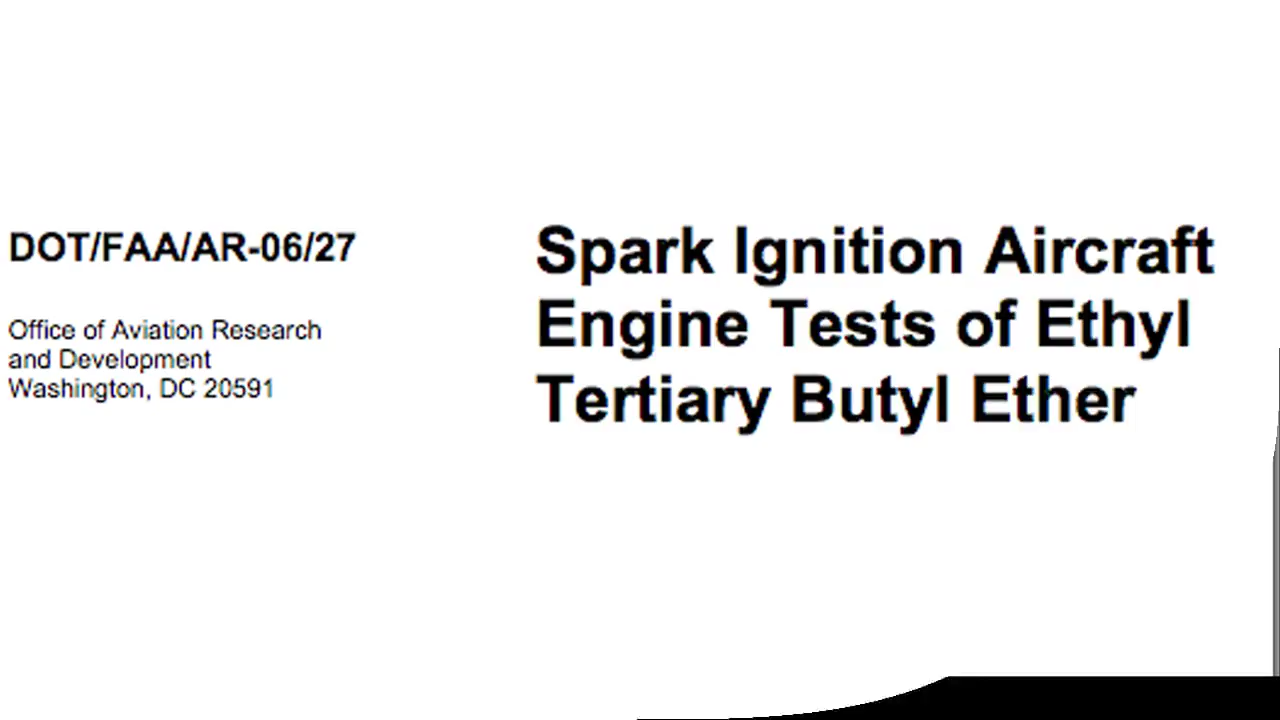 DOT/FAA/AR-06/27
Office of Aviation Research
and Development
Washington, DC 20591
Spark Ignition Aircraft
Engine Tests of Ethyl
Tertiary Butyl Ether